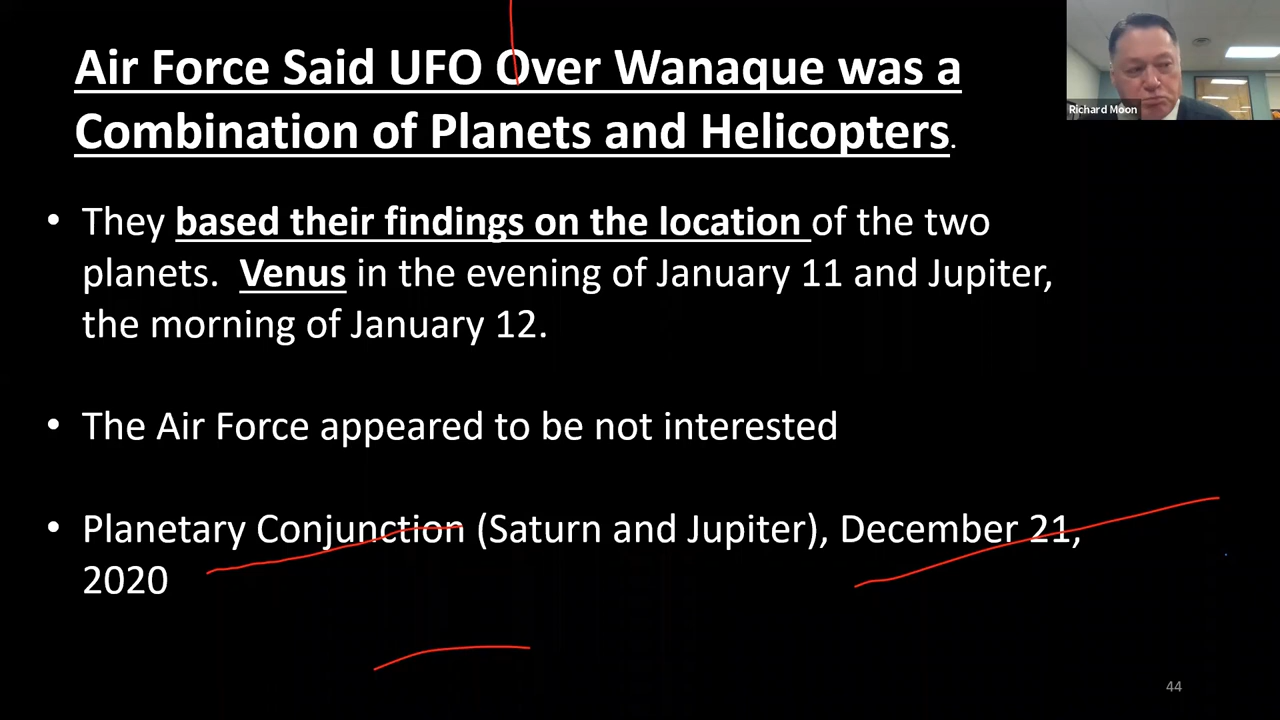 Air Force Said UFO Over Wanaque was a
Combination of Planets and Helicopters.
Richard Moon
• They based their findings on the location of the two
planets. Venus in the evening of January 11 and Jupiter,
the morning of January 12.
• The Air Force appeared to be not interested
• Planetary Conjunction (Saturn and Jupiter), December 21,
2020
44